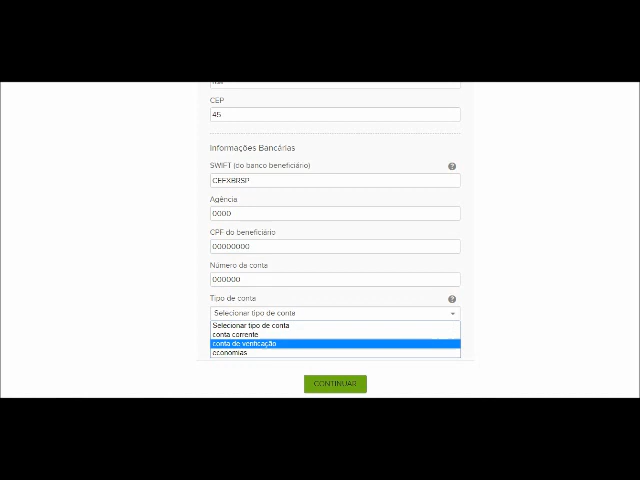 CEP
45
Informações Bancárias
SWIFT (do banco beneficiário)
?
CEFXBRSP
Agência
0000
CPF do beneficiário
00000000
Número da conta
000000
Tipo de conta
?
Selecionar tipo de conta
Selecionar tipo de conta
conta corrente
conta de verificação
economias
CONTINUAR